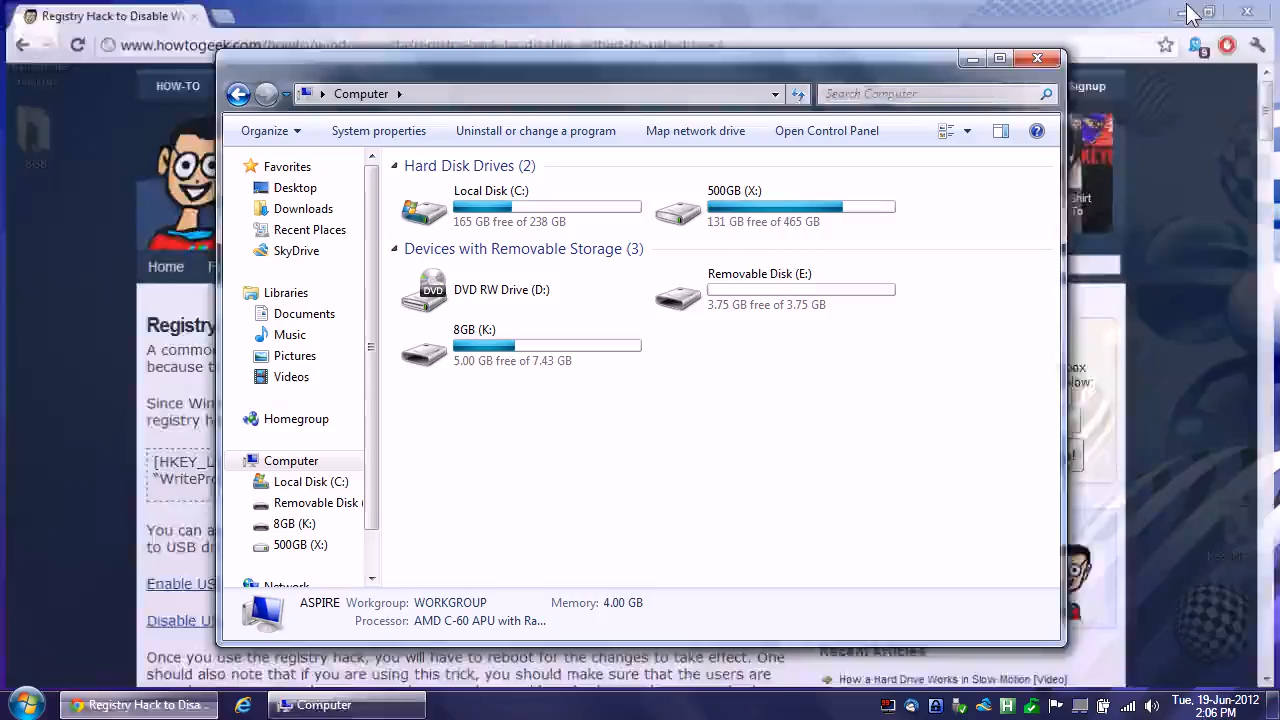 Registry Hack to Disable W
www.howtogeek.com
HOW-TO
Signup
Computer
Search Computer
Organize
System properties
Uninstall or change a program
Map network drive
Open Control Panel
8GB
Favorites
Desktop
Downloads
Recent Places
SkyDrive
Libraries
Documents
Music
Pictures
Videos
Homegroup
Computer
Local Disk (C:)
Removable Disk (
8GB (K:)
500GB (X:)
Network
Hard Disk Drives (2)
Local Disk (C:)
165 GB free of 238 GB
500GB (X:)
131 GB free of 465 GB
Devices with Removable Storage (3)
DVD
DVD RW Drive (D:)
Removable Disk (E:)
3.75 GB free of 3.75 GB
8GB (K:)
5.00 GB free of 7.43 GB
ASPIRE Workgroup: WORKGROUP Memory: 4.00 GB
Processor: AMD C-60 APU with Ra...
Home
Registry
A commo
because t
Since Win
registry ha
[HKEY_L
"WritePro
You can a
to USB dr
Enable US
Disable U
Once you use the registry hack, you will have to reboot for the changes to take effect. One
should also note that if you are using this trick, you should make sure that the users are
Shirt
To
box
Now:
Recent Articles
How a Hard Drive Works in Slow Motion [Video]
Registry Hack to Disa...
Computer
Tue, 19-Jun-2012
2:06 PM